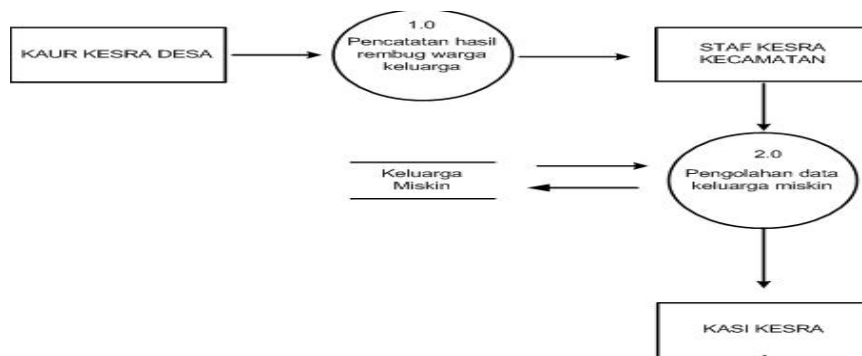 KAUR KESRA DESA
1.0
Pencatatan hasil
rembug warga
keluarga
STAF KESRA
KECAMATAN
Keluarga
Miskin
2.0
Pengolahan data
keluarga miskin
KASI KESRA